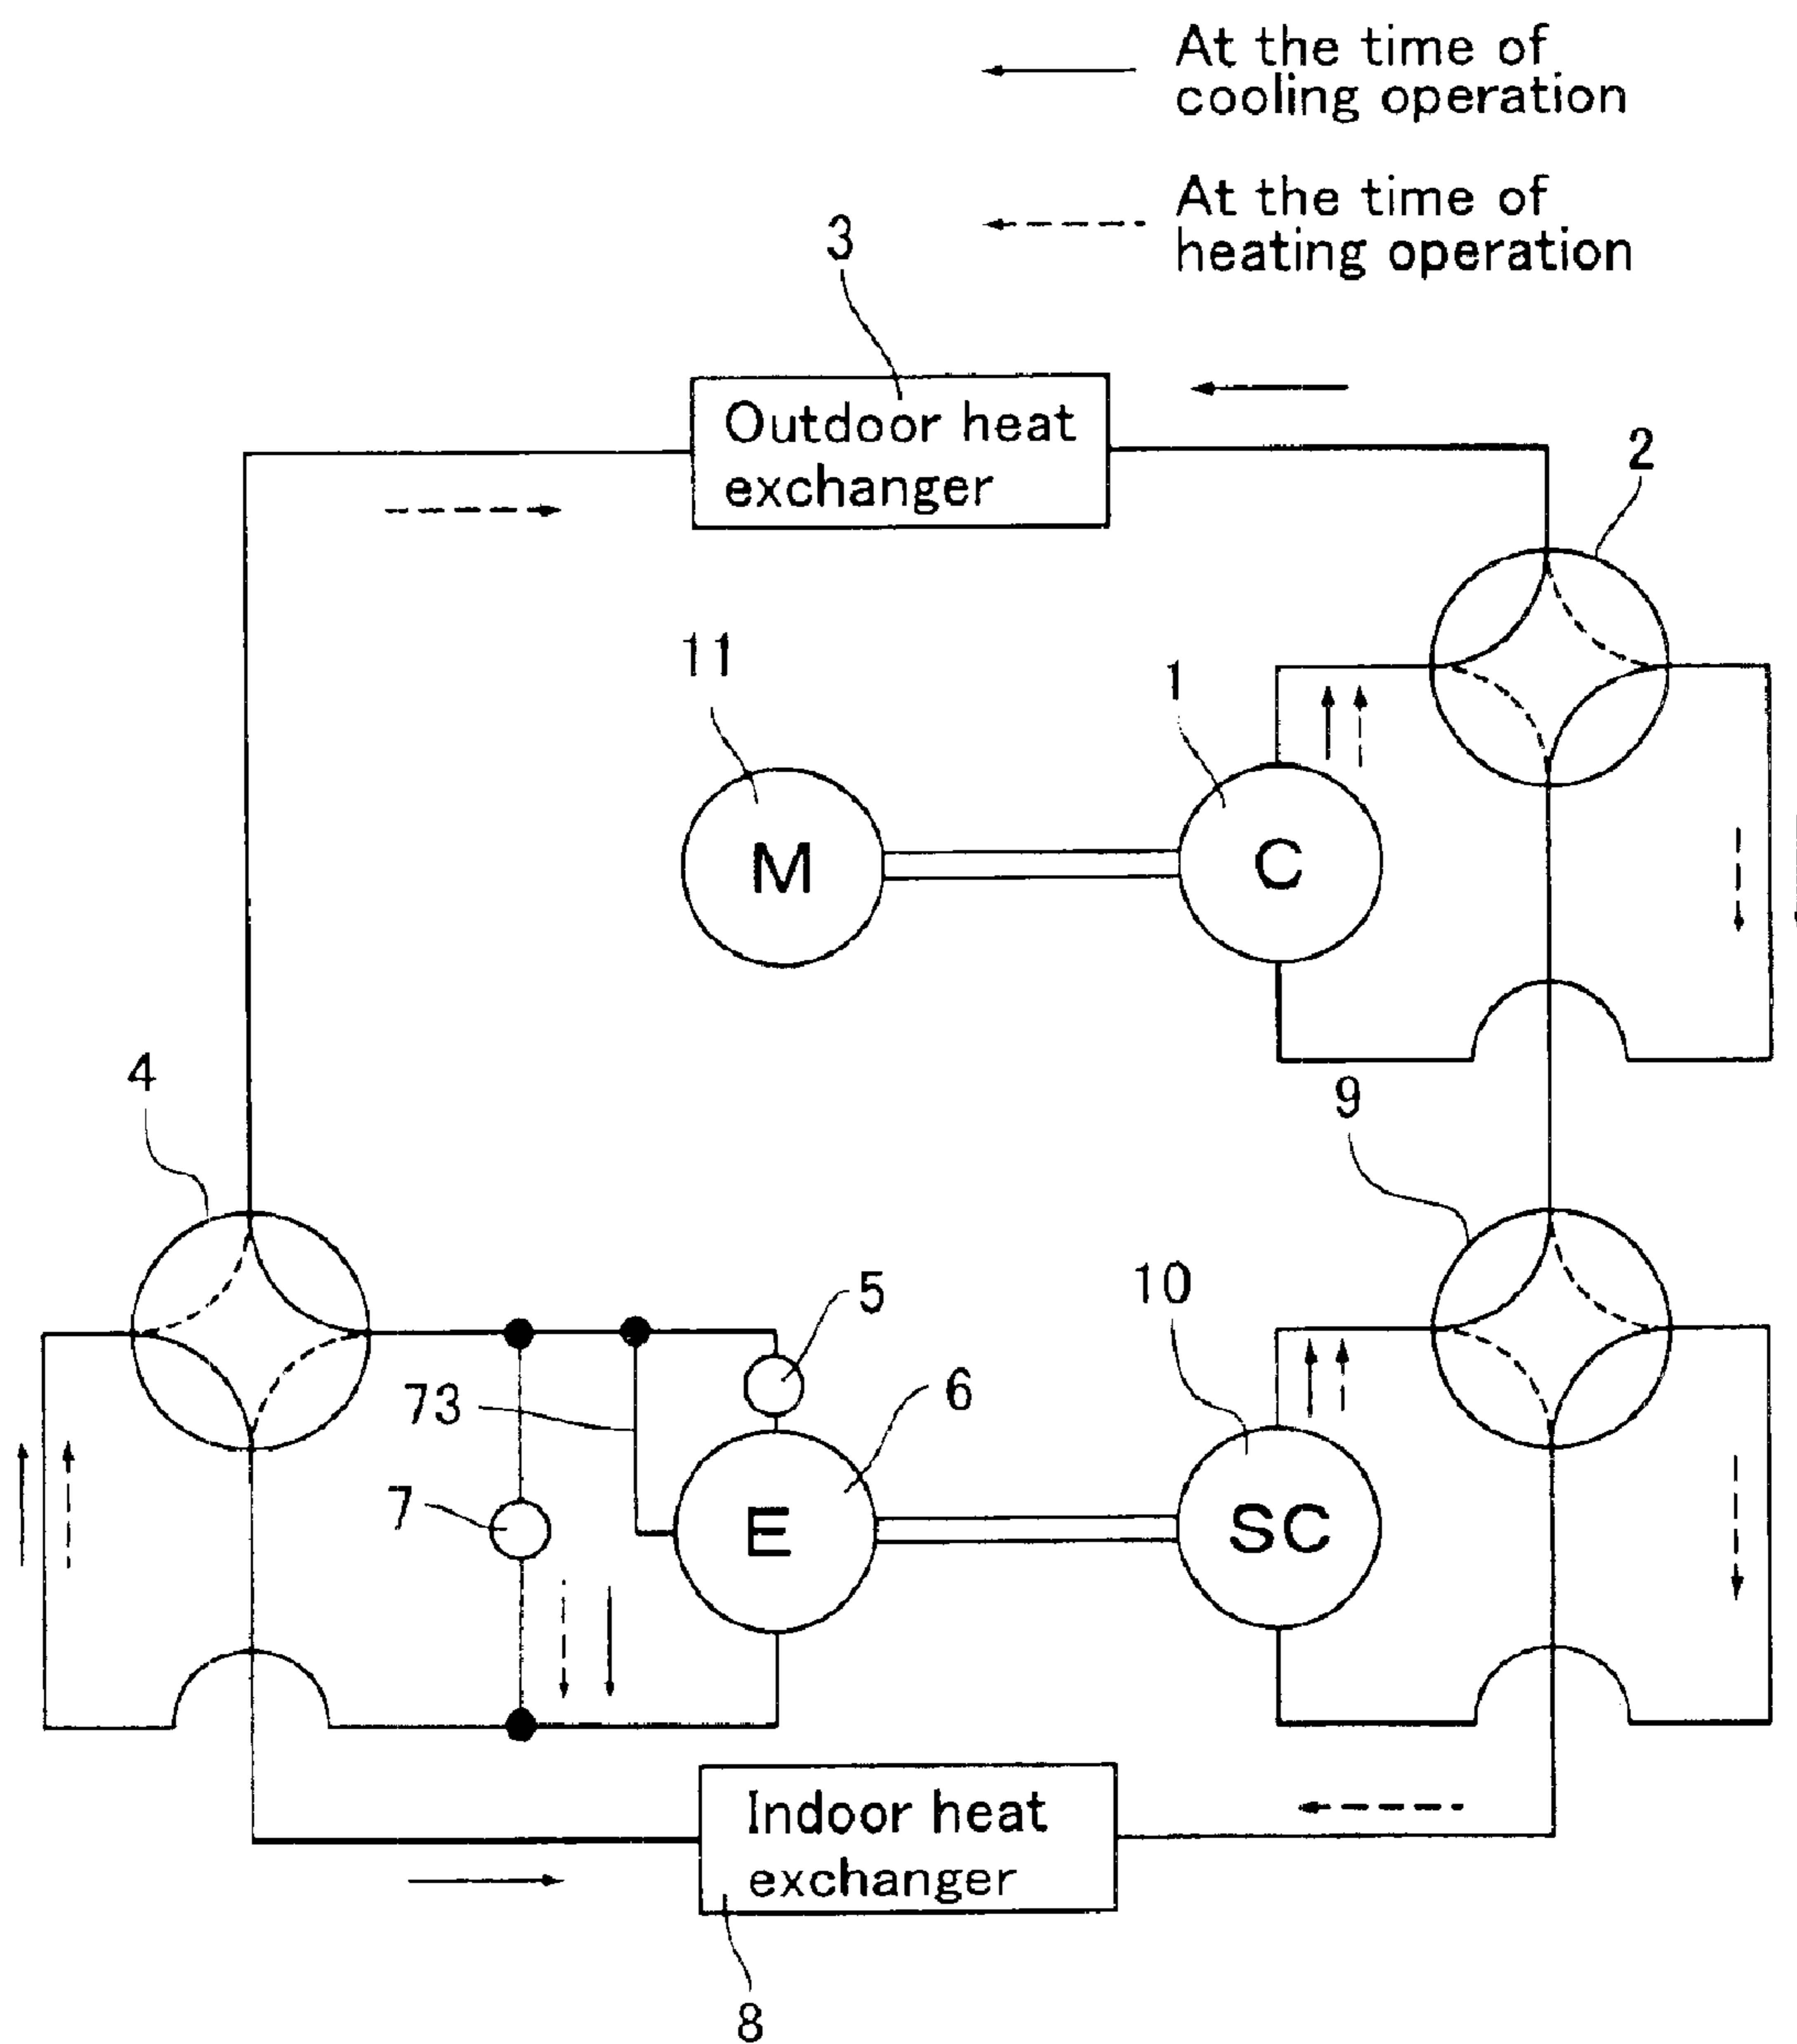 At the time of
cooling operation
At the time of
heating operation
3
Outdoor heat
exchanger
2
11
1
M
C
4
9
10
5
73
6
7
E
SC
Indoor heat
exchanger
8